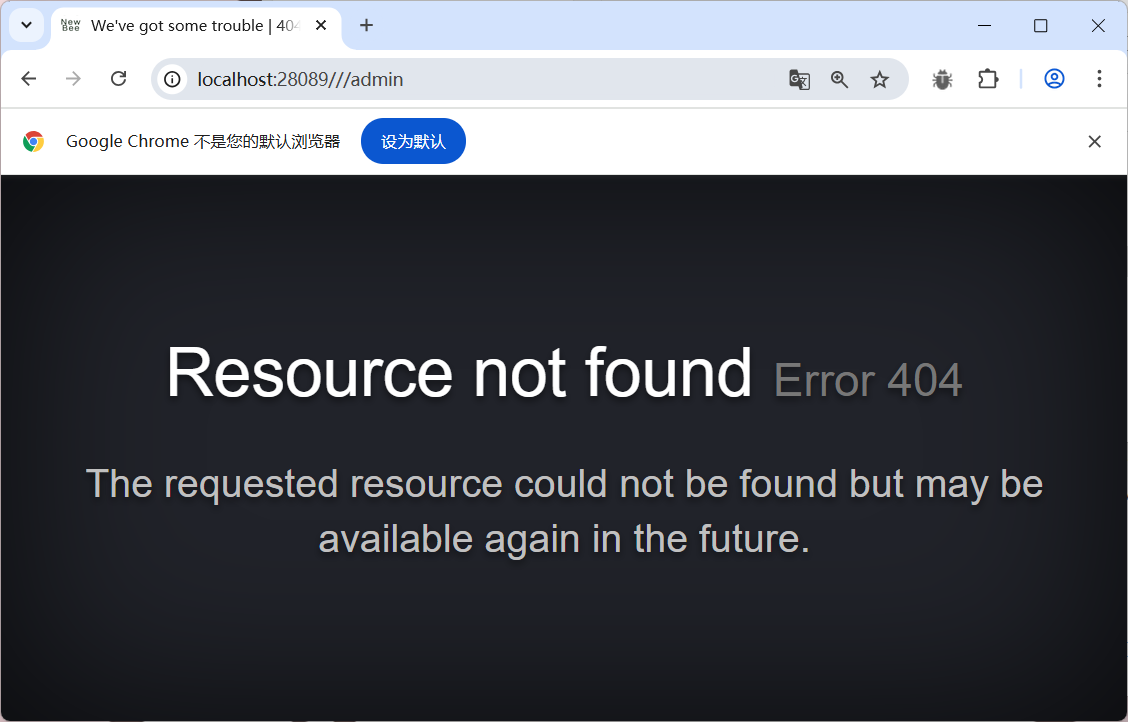 New
Bee
We've got some trouble | 404
localhost:28089///admin
Google Chrome 不是您的默认浏览器
设为默认
Resource not found Error 404
The requested resource could not be found but may be
available again in the future.